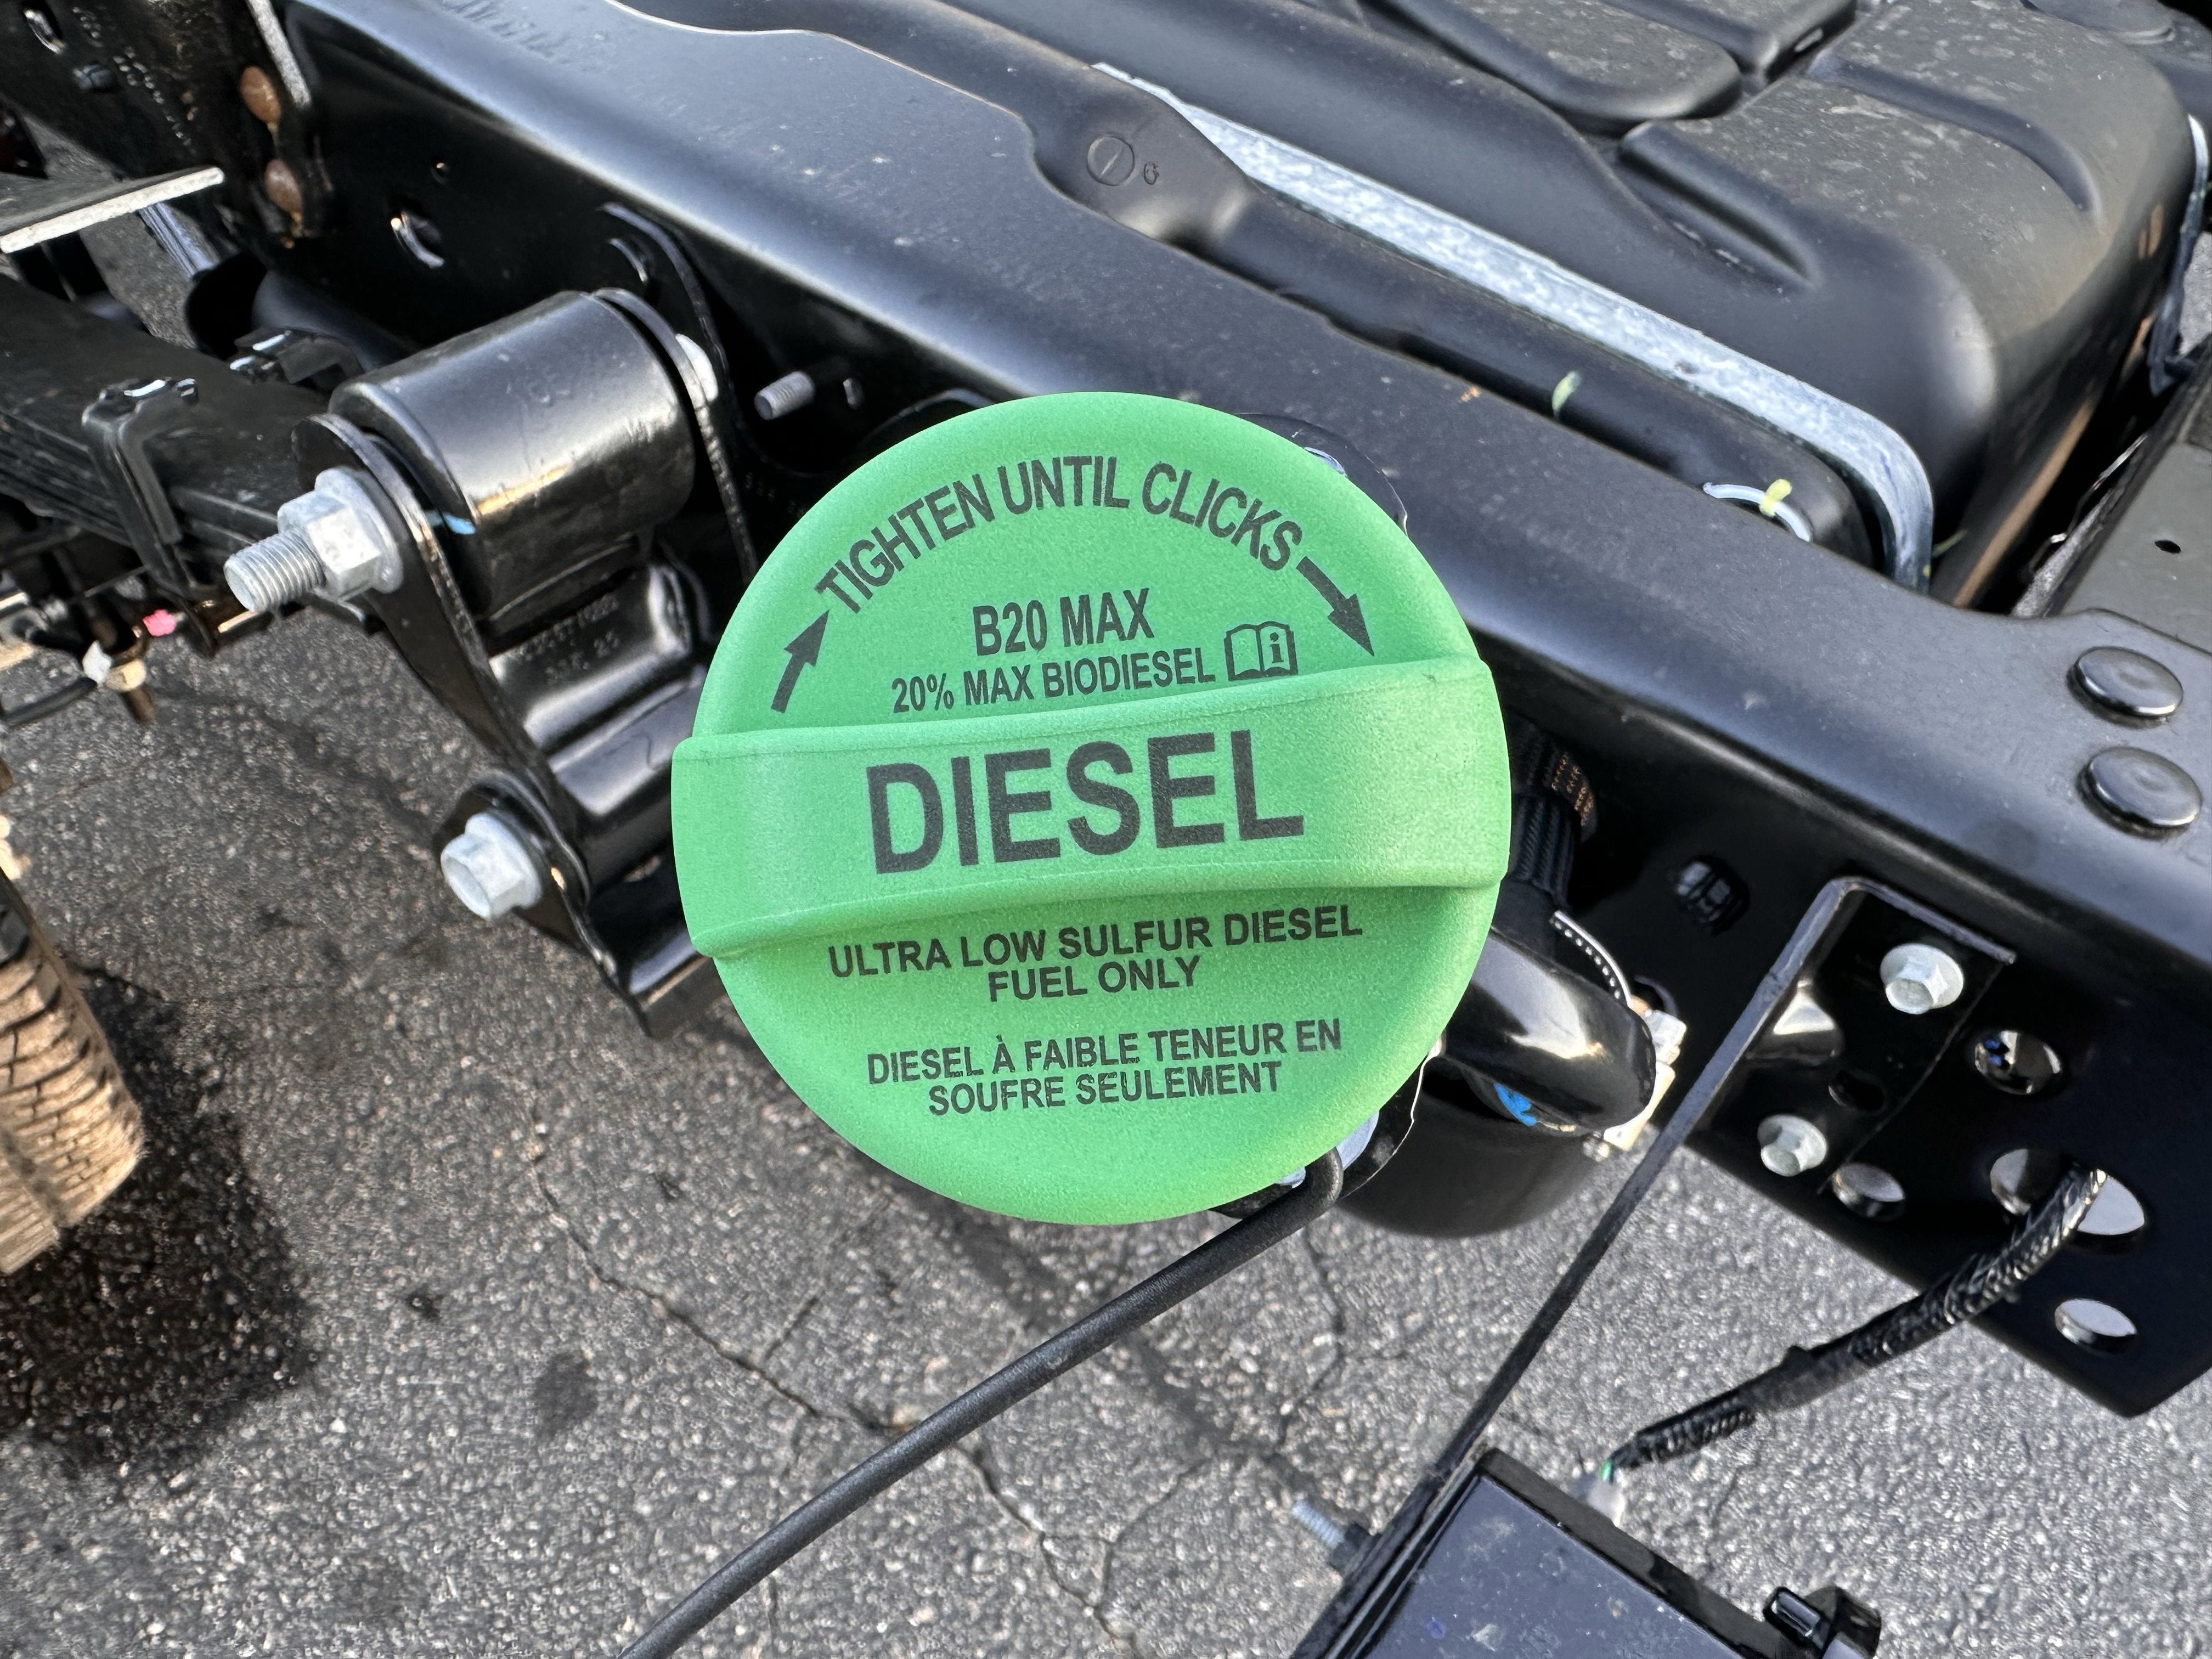 TIGHTEN UNTIL CLICKS
B20 MAX
20% MAX BIODIESEL
DIESEL
ULTRA LOW SULFUR DIESEL
FUEL ONLY
DIESEL À FAIBLE TENEUR EN
SOUFRE SEULEMENT